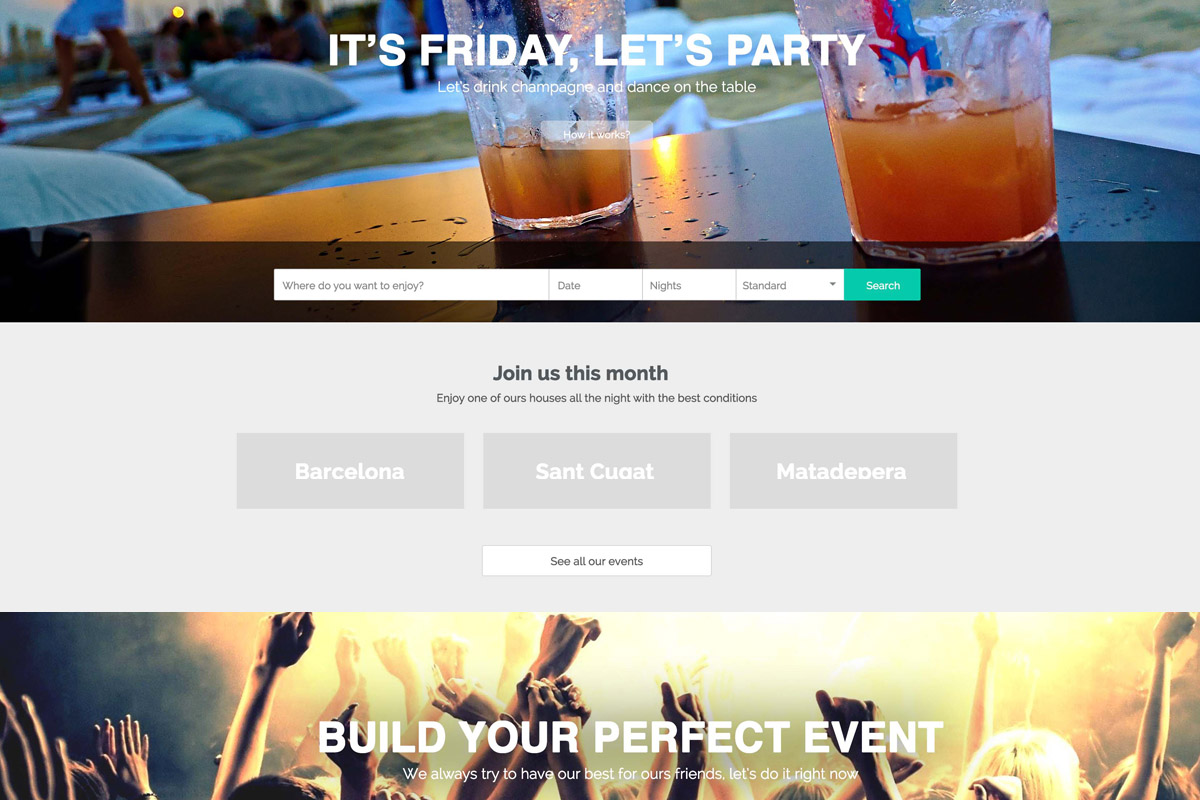 IT'S FRIDAY, LET'S PARTY
Let's drink champagne and dance on the table
How it works?
Where do you want to enjoy? Date Nights Standard Search
Join us this month
Enjoy one of ours houses all the night with the best conditions
Barcelona Sant Cugat Matadepera
See all our events
BUILD YOUR PERFECT EVENT
We always try to have our best for ours friends, let's do it right now